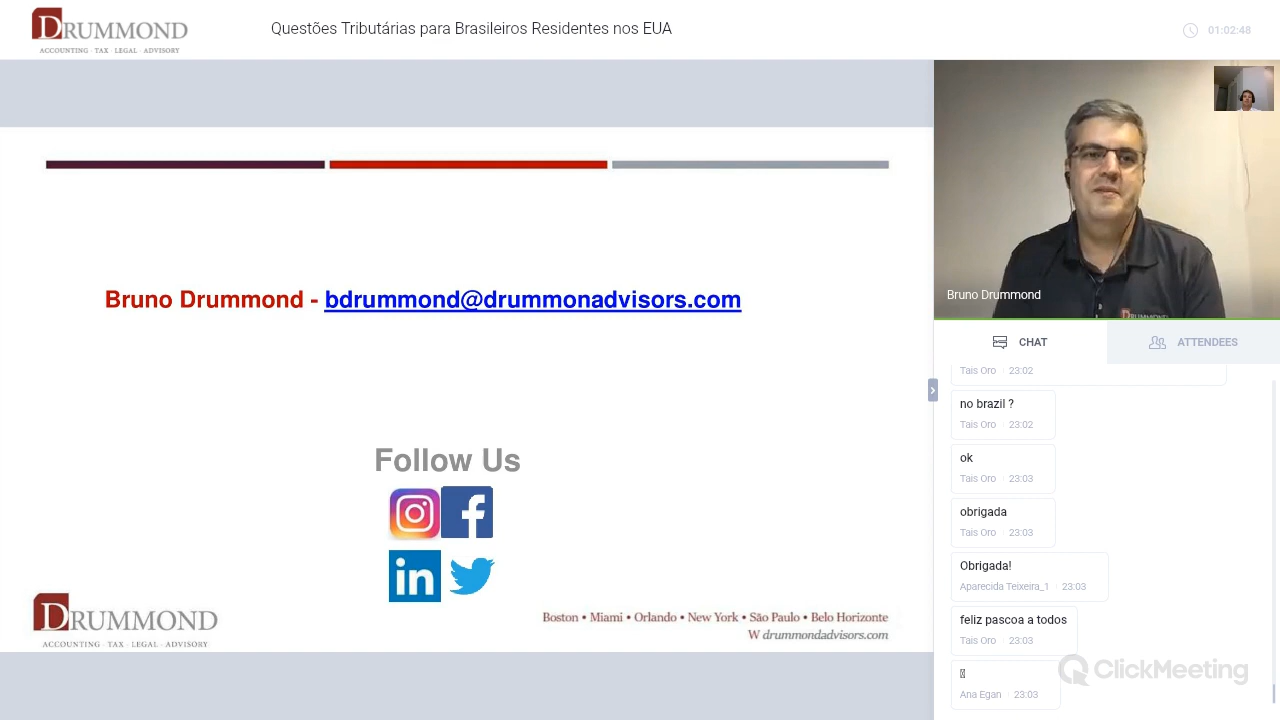 DRUMMOND
ACCOUNTING · TAX · LEGAL · ADVISORY
Questões Tributárias para Brasileiros Residentes nos EUA
01:02:48
Bruno Drummond - bdrummond@drummonadvisors.com
Follow Us
in
DRUMMOND
ACCOUNTING · TAX · LEGAL · ADVISORY
Boston • Miami • Orlando • New York • São Paulo • Belo Horizonte
W drummondadvisors.com
Bruno Drummond
DRUMMOND
CHAT
ATTENDEES
Tais Oro 23:02
no brazil ?
Tais Oro 23:02
ok
Tais Oro 23:03
obrigada
Tais Oro 23:03
Obrigada!
Aparecida Teixeira_1 23:03
feliz pascoa a todos
Tais Oro 23:03
Ana Egan 23:03
ClickMeeting